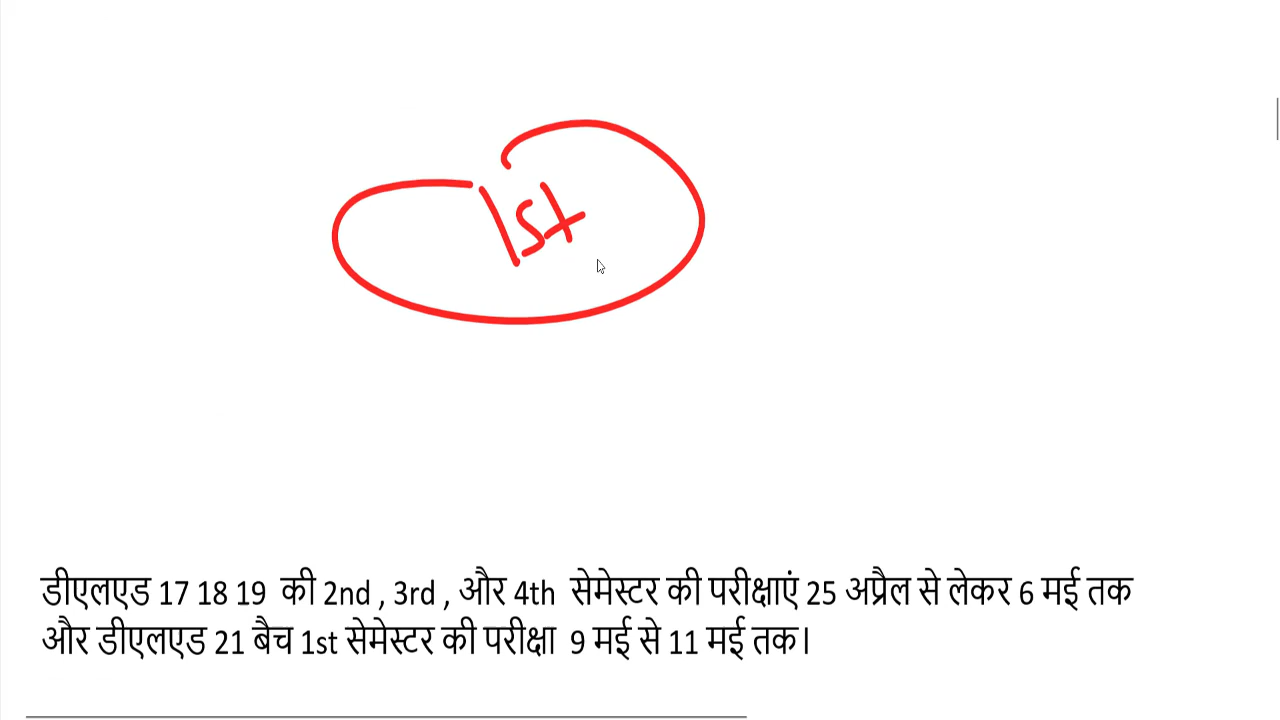 1st
डीएलएड 17 18 19 की 2nd , 3rd , और 4th सेमेस्टर की परीक्षाएं 25 अप्रैल से लेकर 6 मई तक
और डीएलएड 21 बैच 1st सेमेस्टर की परीक्षा 9 मई से 11 मई तक।